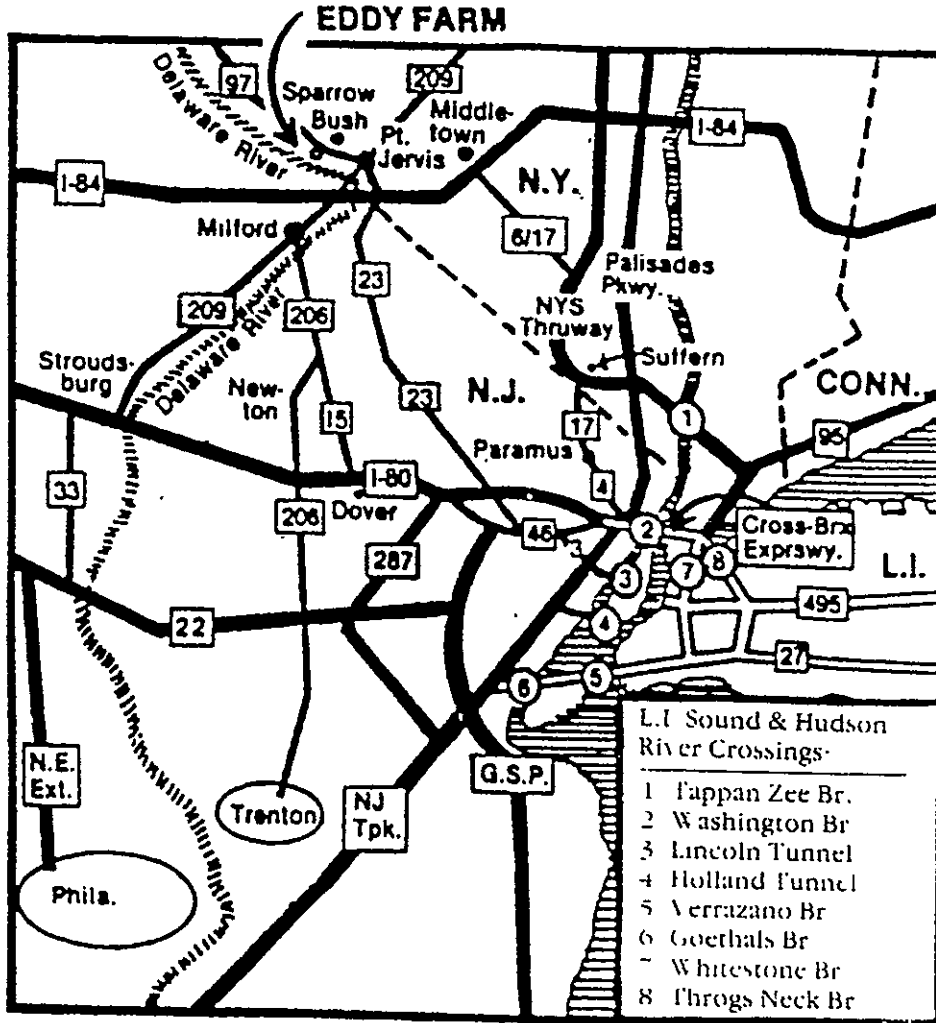 EDDY FARM
97
209
Delaware River
Sparrow
Bush
Middle-
town
Pt.
Jervis
I-84
I-84
N.Y.
Milford
6/17
23
Palisades
Pkwy.
209
Delaware River
206
NYS
Thruway
Suffern
Strouds-
burg
New-
ton
N.J.
CONN.
23
15
17
1
95
Paramus
33
I-80
4
206
Dover
46
2
Cross-Brx
Exprswy.
3
287
3
7
8
L.I.
495
22
4
27
6
5
N.E.
Ext.
Trenton
NJ
Tpk.
G.S.P.
Phila.
L.I Sound & Hudson
River Crossings-
1 Tappan Zee Br.
2 Washington Br
3 Lincoln Tunnel
4 Holland Tunnel
5 Verrazano Br
6 Goethals Br
7 Whitestone Br
8 Throgs Neck Br